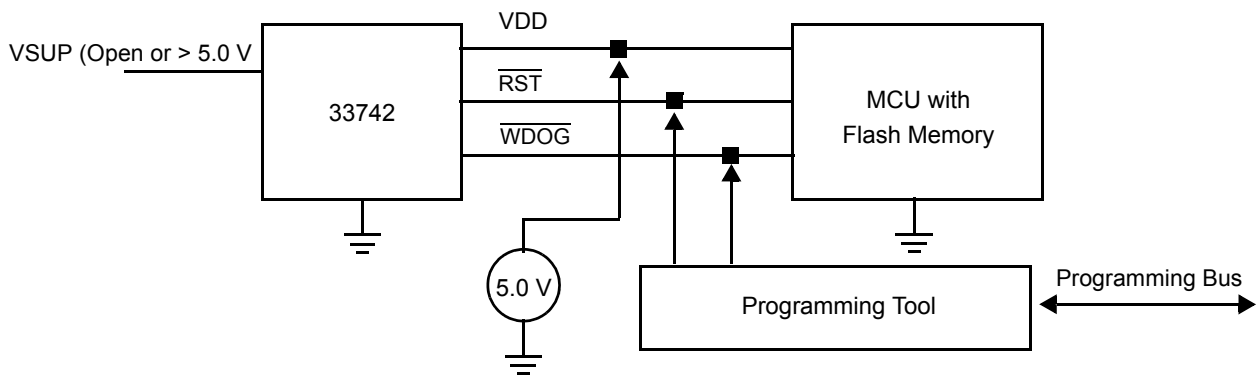 VDD
VSUP (Open or > 5.0 V
RST
33742
MCU with
Flash Memory
WDOG
5.0 V
Programming Tool
Programming Bus